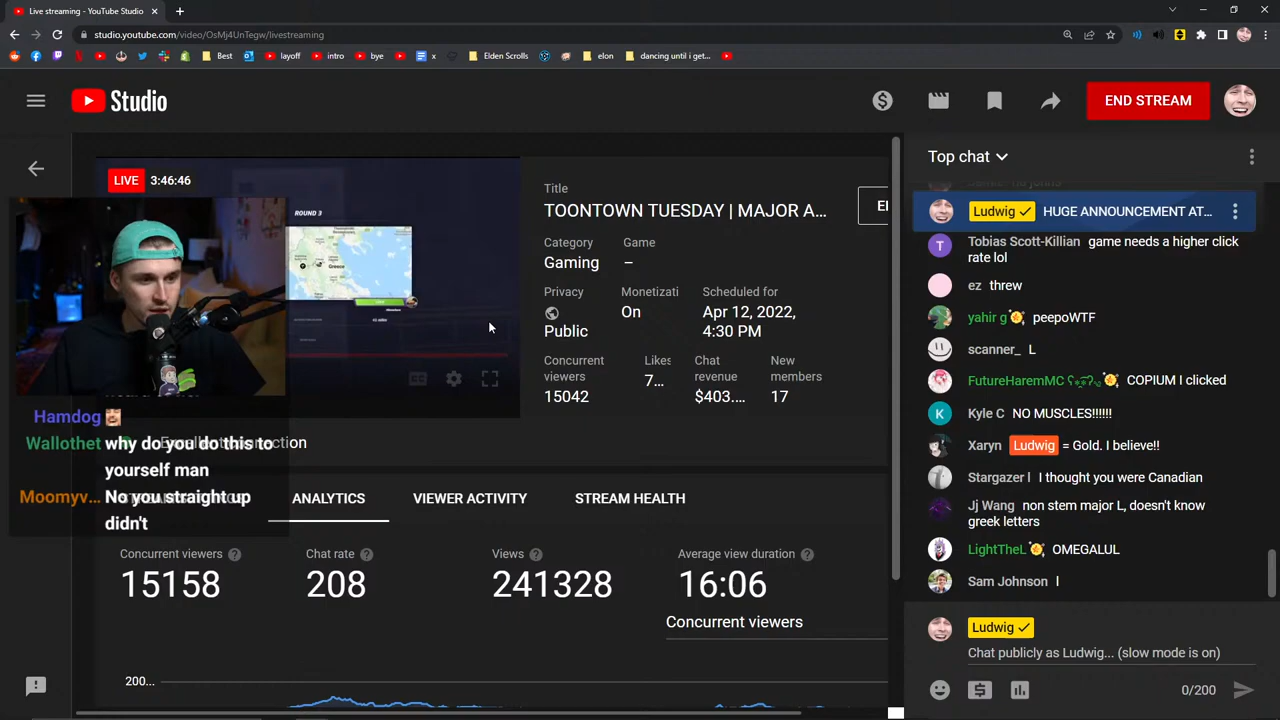 Live streaming - YouTube Studio
studio.youtube.com/video/OsMj4UnTegw/livestreaming
Best
layoff
intro
bye
x
Elden Scrolls
elon
dancing until i get...
Studio
END STREAM
LIVE 3:46:46
ROUND 3
Greece
Title
TOONTOWN TUESDAY | MAJOR A...
Category
Gaming
Game
–
Privacy
Public
Monetizati
On
Scheduled for
Apr 12, 2022,
4:30 PM
Concurrent
viewers
15042
Likes
7...
Chat
revenue
$403....
New
members
17
Hamdog
Wallothet why do you do this to
yourself man
Moomyv... No you straight up
didn't
ANALYTICS
VIEWER ACTIVITY
STREAM HEALTH
Concurrent viewers
15158
Chat rate
208
Views
241328
Average view duration
16:06
Concurrent viewers
200...
Top chat
Ludwig HUGE ANNOUNCEMENT AT...
Tobias Scott-Killian game needs a higher click
rate lol
ez threw
yahir g peepoWTF
scanner_ L
FutureHaremMC COPIUM I clicked
Kyle C NO MUSCLES!!!!!!
Xaryn Ludwig = Gold. I believe!!
Stargazer l I thought you were Canadian
Jj Wang non stem major L, doesn't know
greek letters
LightTheL OMEGALUL
Sam Johnson l
Ludwig
Chat publicly as Ludwig... (slow mode is on)
0/200